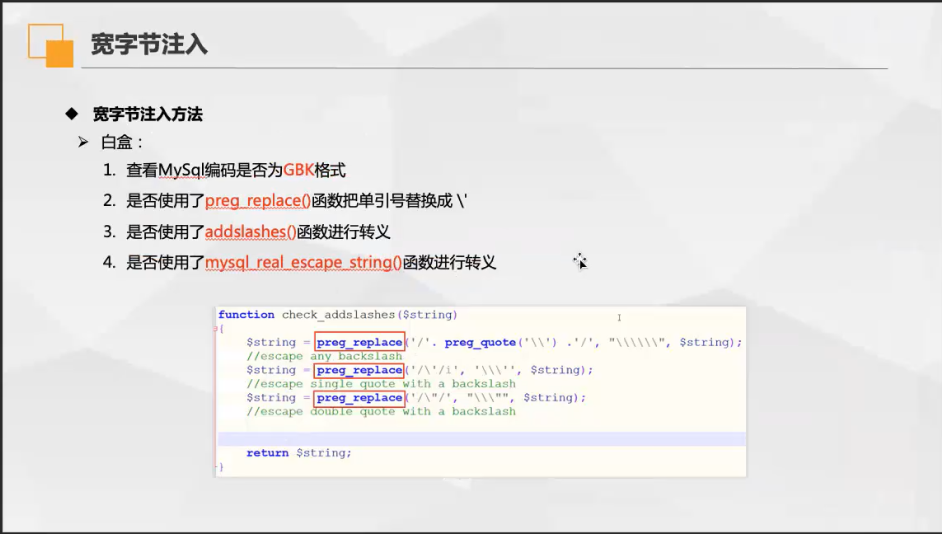 宽字节注入
◆ 宽字节注入方法
➢ 白盒：
1. 查看MySql编码是否为GBK格式
2. 是否使用了preg_replace()函数把单引号替换成 \'
3. 是否使用了addslashes()函数进行转义
4. 是否使用了mysql_real_escape_string()函数进行转义
function check_addslashes($string)
{
$string = preg_replace('/'. preg_quote('\\') .'/', "\\\\\\", $string);
//escape any backslash
$string = preg_replace('/\'/i', '\\\'', $string);
//escape single quote with a backslash
$string = preg_replace('/\"/', "\\\"", $string);
//escape double quote with a backslash
return $string;
}